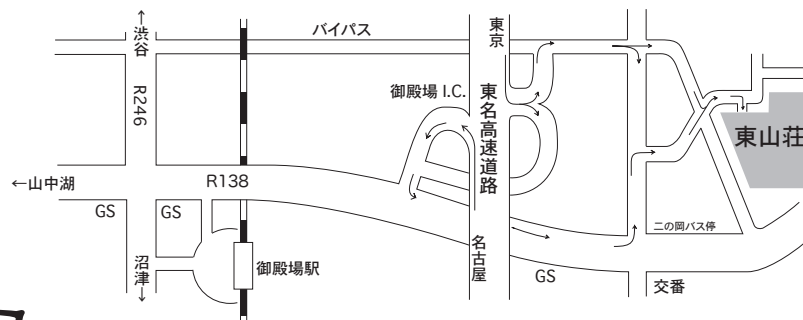 ←渋谷
バイパス
東京
R246
御殿場 I.C.
東名高速道路
東山荘
←山中湖
R138
GS
GS
二の岡バス停
沼津→
御殿場駅
名古屋
GS
交番